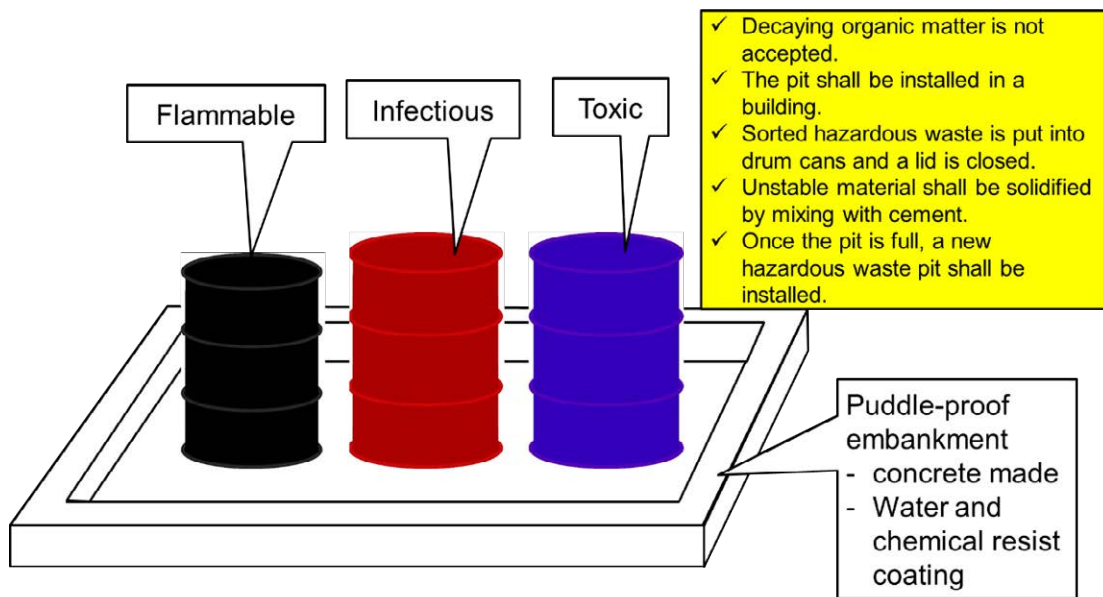 Flammable
Infectious
Toxic
✓ Decaying organic matter is not
accepted.
✓ The pit shall be installed in a
building.
✓ Sorted hazardous waste is put into
drum cans and a lid is closed.
✓ Unstable material shall be solidified
by mixing with cement.
✓ Once the pit is full, a new
hazardous waste pit shall be
installed.
Puddle-proof
embankment
- concrete made
- Water and
chemical resist
coating